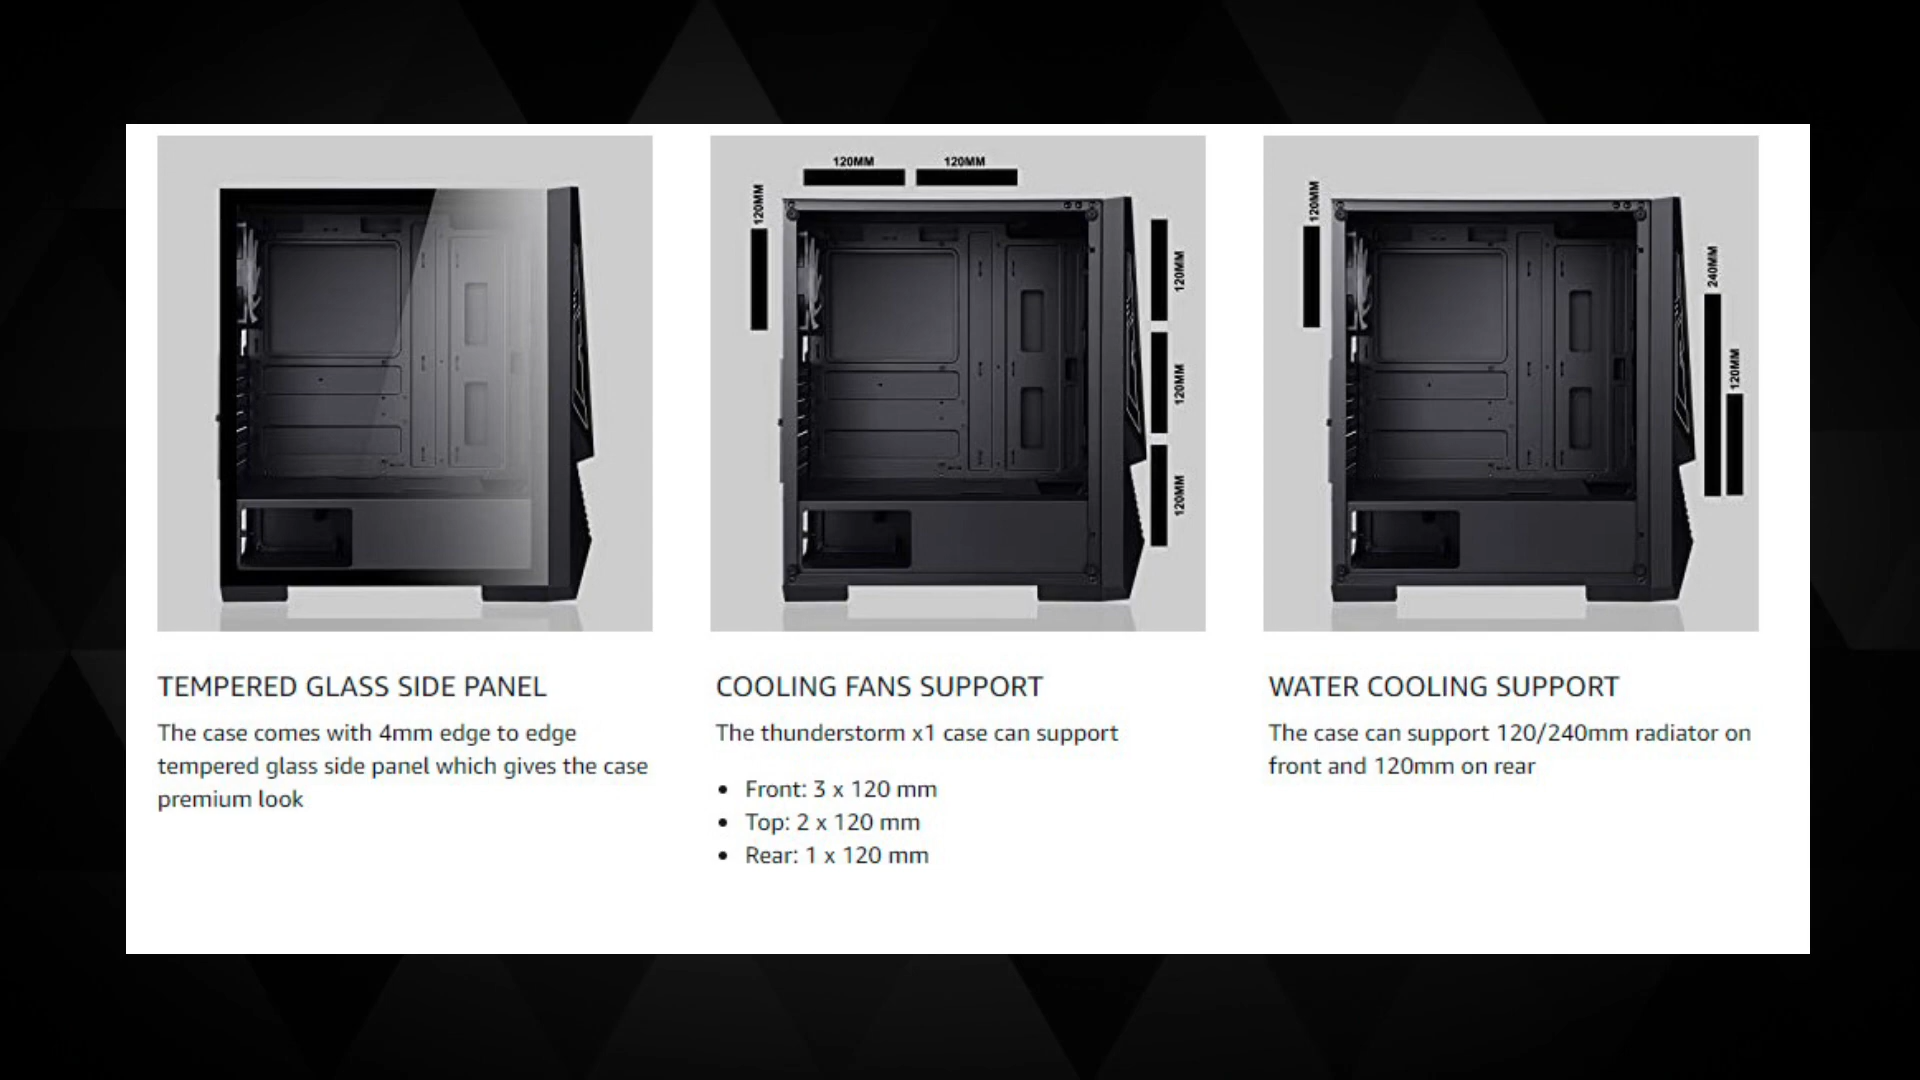 120MM 120MM
120MM
120MM
120MM
120MM
120MM
240MM
120MM
TEMPERED GLASS SIDE PANEL
The case comes with 4mm edge to edge
tempered glass side panel which gives the case
premium look
COOLING FANS SUPPORT
The thunderstorm x1 case can support
• Front: 3 x 120 mm
• Top: 2 x 120 mm
• Rear: 1 x 120 mm
WATER COOLING SUPPORT
The case can support 120/240mm radiator on
front and 120mm on rear